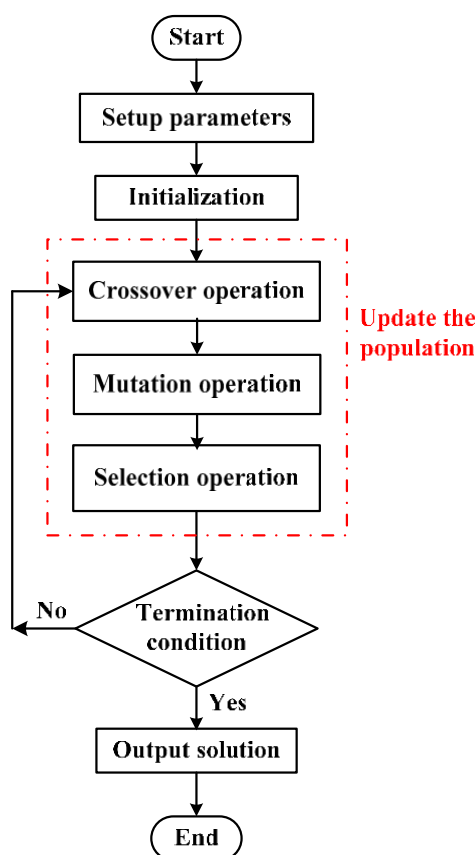 Start
Setup parameters
Initialization
Crossover operation
Update the
population
Mutation operation
Selection operation
Termination
condition
No
Yes
Output solution
End